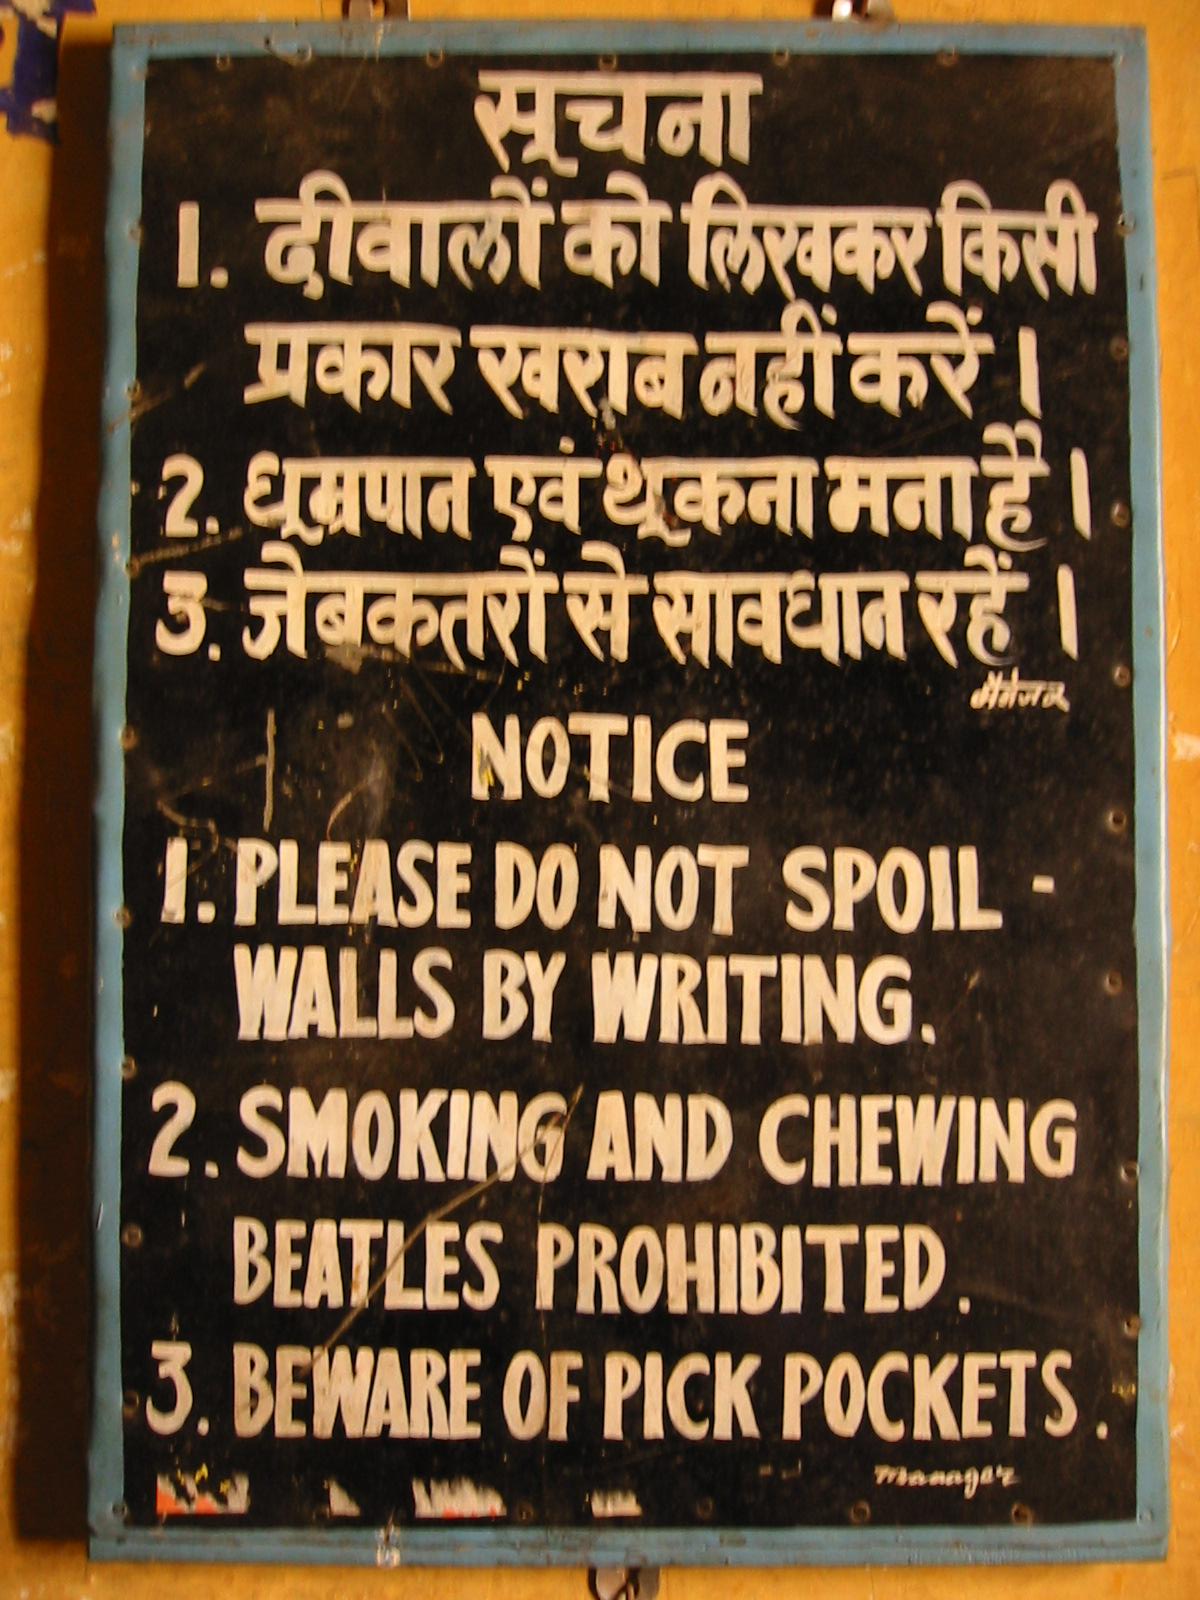 सूचना
1. दीवालों को लिखकर किसी
प्रकार खराब नहीं करें ।
2. धूम्रपान एवं थूकना मना है ।
3. जेबकतरों से सावधान रहें ।
मैनेजर
NOTICE
1. PLEASE DO NOT SPOIL -
WALLS BY WRITING.
2. SMOKING AND CHEWING
BEATLES PROHIBITED.
3. BEWARE OF PICK POCKETS.
Manager